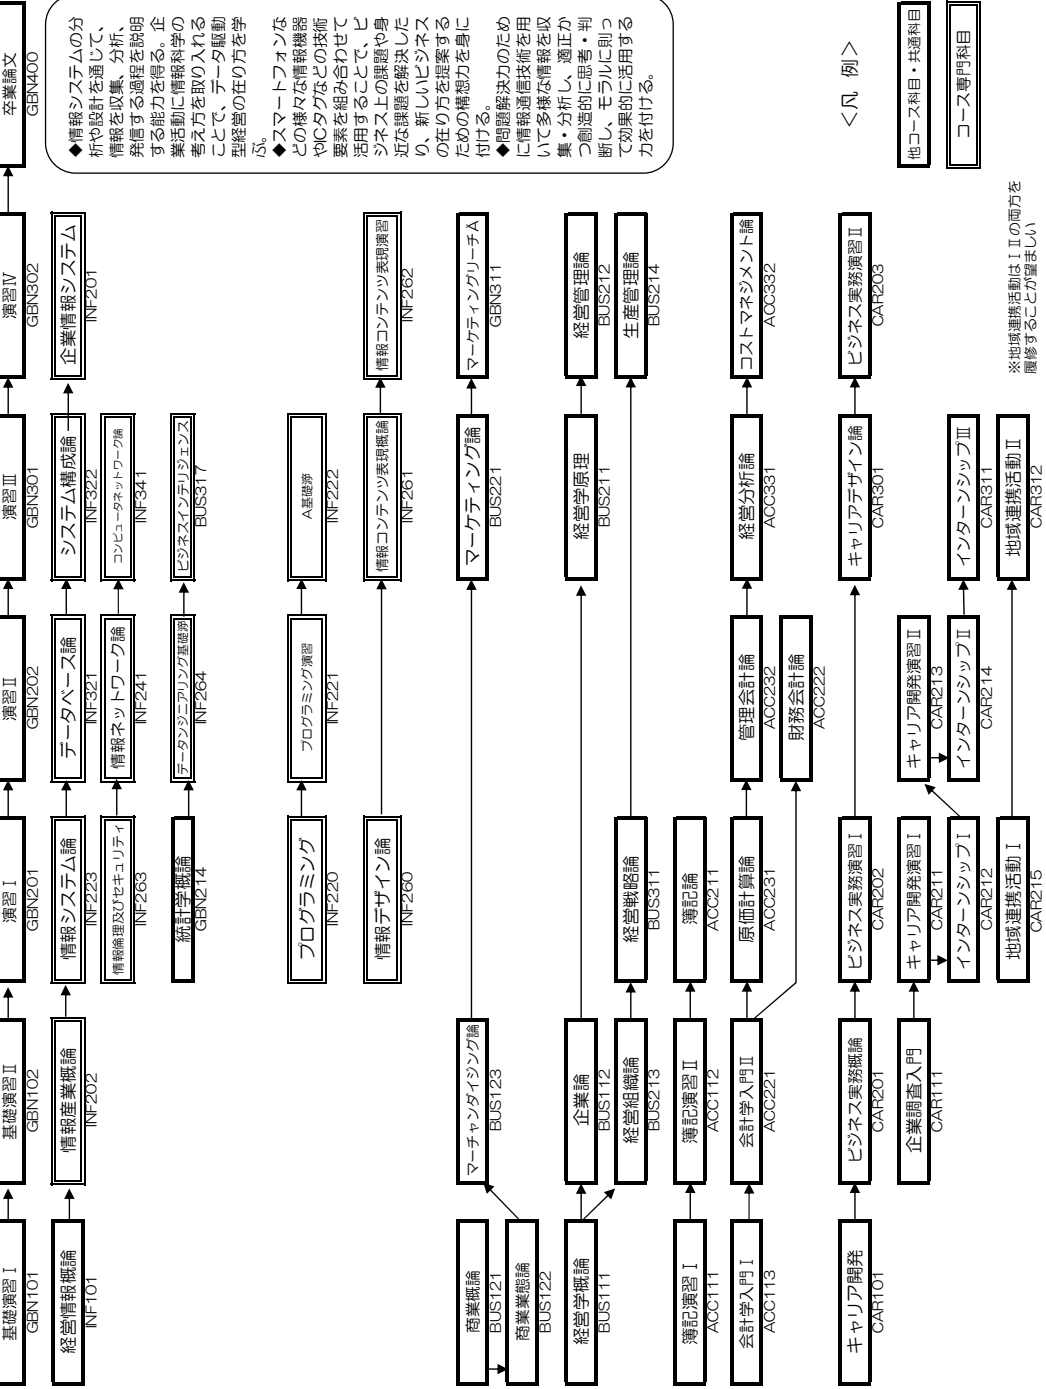 基礎演習Ⅰ
GBN101
基礎演習Ⅱ
GBN102
演習Ⅰ
GBN201
演習Ⅱ
GBN202
演習Ⅲ
GBN301
演習Ⅳ
GBN302
卒業論文
GBN400
経営情報概論
INF101
情報産業概論
INF202
情報システム論
INF223
データベース論
INF321
システム構成論
INF322
企業情報システム
INF201
情報倫理及びセキュリティ
INF263
情報ネットワーク論
INF241
コンピュータネットワーク論
INF341
統計学概論
GBN214
データエンジニアリング基礎
INF264
ビジネスインテリジェンス
BUS317
プログラミング
INF220
プログラミング演習
INF221
A基礎
INF222
情報デザイン論
INF260
情報コンテンツ表現概論
INF261
情報コンテンツ表現演習
INF262
商業概論
BUS121
商業業態論
BUS122
マーチャンダイジング論
BUS123
マーケティング論
BUS221
マーケティングリーチA
GBN311
経営学概論
BUS111
企業論
BUS112
経営学原理
BUS211
経営管理論
BUS212
経営組織論
BUS213
経営戦略論
BUS311
生産管理論
BUS214
簿記演習Ⅰ
ACC111
簿記演習Ⅱ
ACC112
簿記論
ACC211
会計学入門Ⅰ
ACC113
会計学入門Ⅱ
ACC221
原価計算論
ACC231
管理会計論
ACC232
経営分析論
ACC331
コストマネジメント論
ACC332
財務会計論
ACC222
キャリア開発
CAR101
ビジネス実務概論
CAR201
ビジネス実務演習Ⅰ
CAR202
キャリアデザイン論
CAR301
ビジネス実務演習Ⅱ
CAR203
企業調査入門
CAR111
キャリア開発演習Ⅰ
CAR211
キャリア開発演習Ⅱ
CAR213
インターンシップⅠ
CAR212
インターンシップⅡ
CAR214
インターンシップⅢ
CAR311
地域連携活動Ⅰ
CAR215
地域連携活動Ⅱ
CAR312
◆情報システムの分
析や設計を通じて、
情報を収集、分析、
発信する過程を説明
する能力を得る。企
業活動に情報科学の
考え方を取り入れる
ことで、データ駆動
型経営の在り方を学
ぶ。
◆スマートフォンな
どの様々な情報機器
やICタグなどの技術
要素を組み合わせて
活用することで、ビ
ジネス上の課題や身
近な課題を解決した
り、新しいビジネス
の在り方を提案する
ための構想力を身に
付ける。
◆問題解決力のため
に情報通信技術を用
いて多様な情報を収
集・分析し、適正か
つ創造的に思考・判
断し、モラルに則っ
て効果的に活用する
力を付ける。
＜凡 例＞
他コース科目・共通科目
コース専門科目
※地域連携活動はⅠⅡの両方を
履修することが望ましい